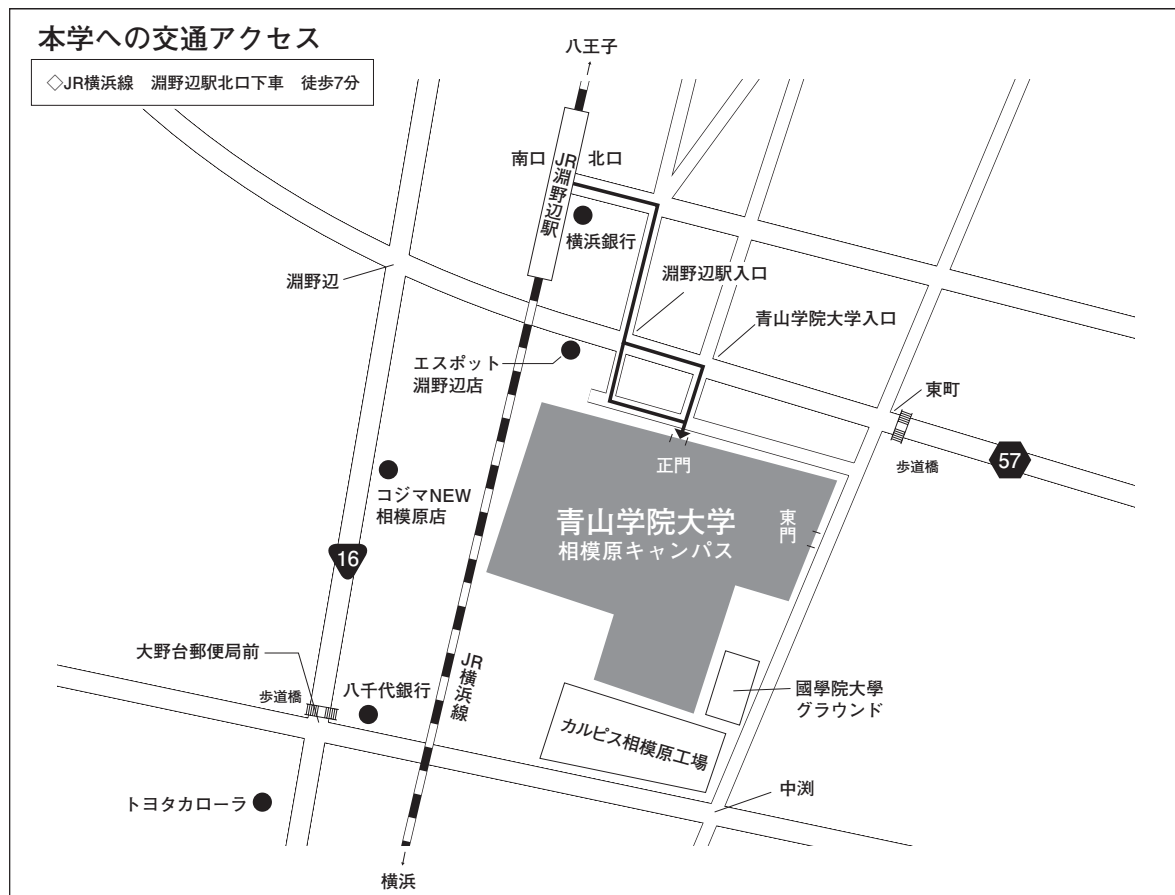 本学への交通アクセス
◇JR横浜線　淵野辺駅北口下車　徒歩7分
八王子
南口
JR淵野辺駅
北口
横浜銀行
淵野辺
淵野辺駅入口
青山学院大学入口
エスポット
淵野辺店
東町
歩道橋
57
正門
コジマNEW
相模原店
青山学院大学
相模原キャンパス
東門
16
大野台郵便局前
歩道橋
八千代銀行
JR横浜線
國學院大學
グラウンド
カルピス相模原工場
中渕
トヨタカローラ
横浜